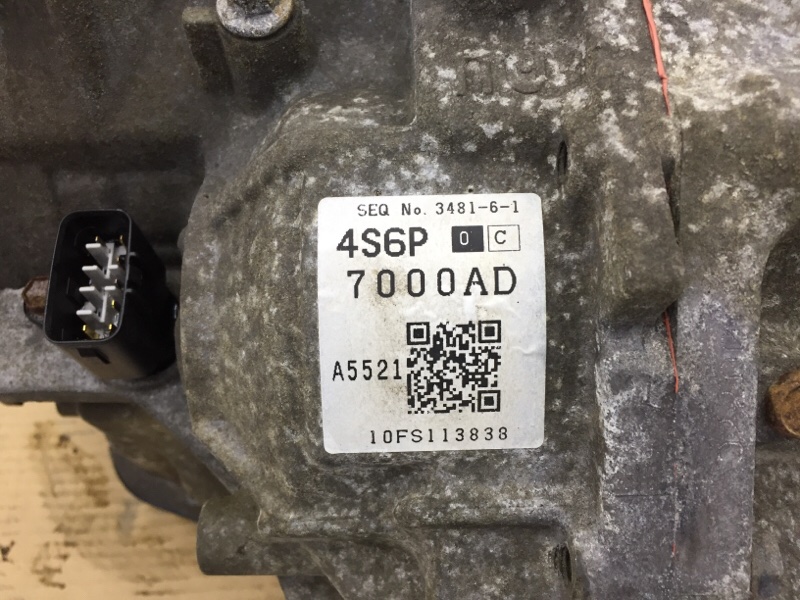 SEQ No. 3481-6-1
4S6P 0 C
7000AD
A5521
10FS113838